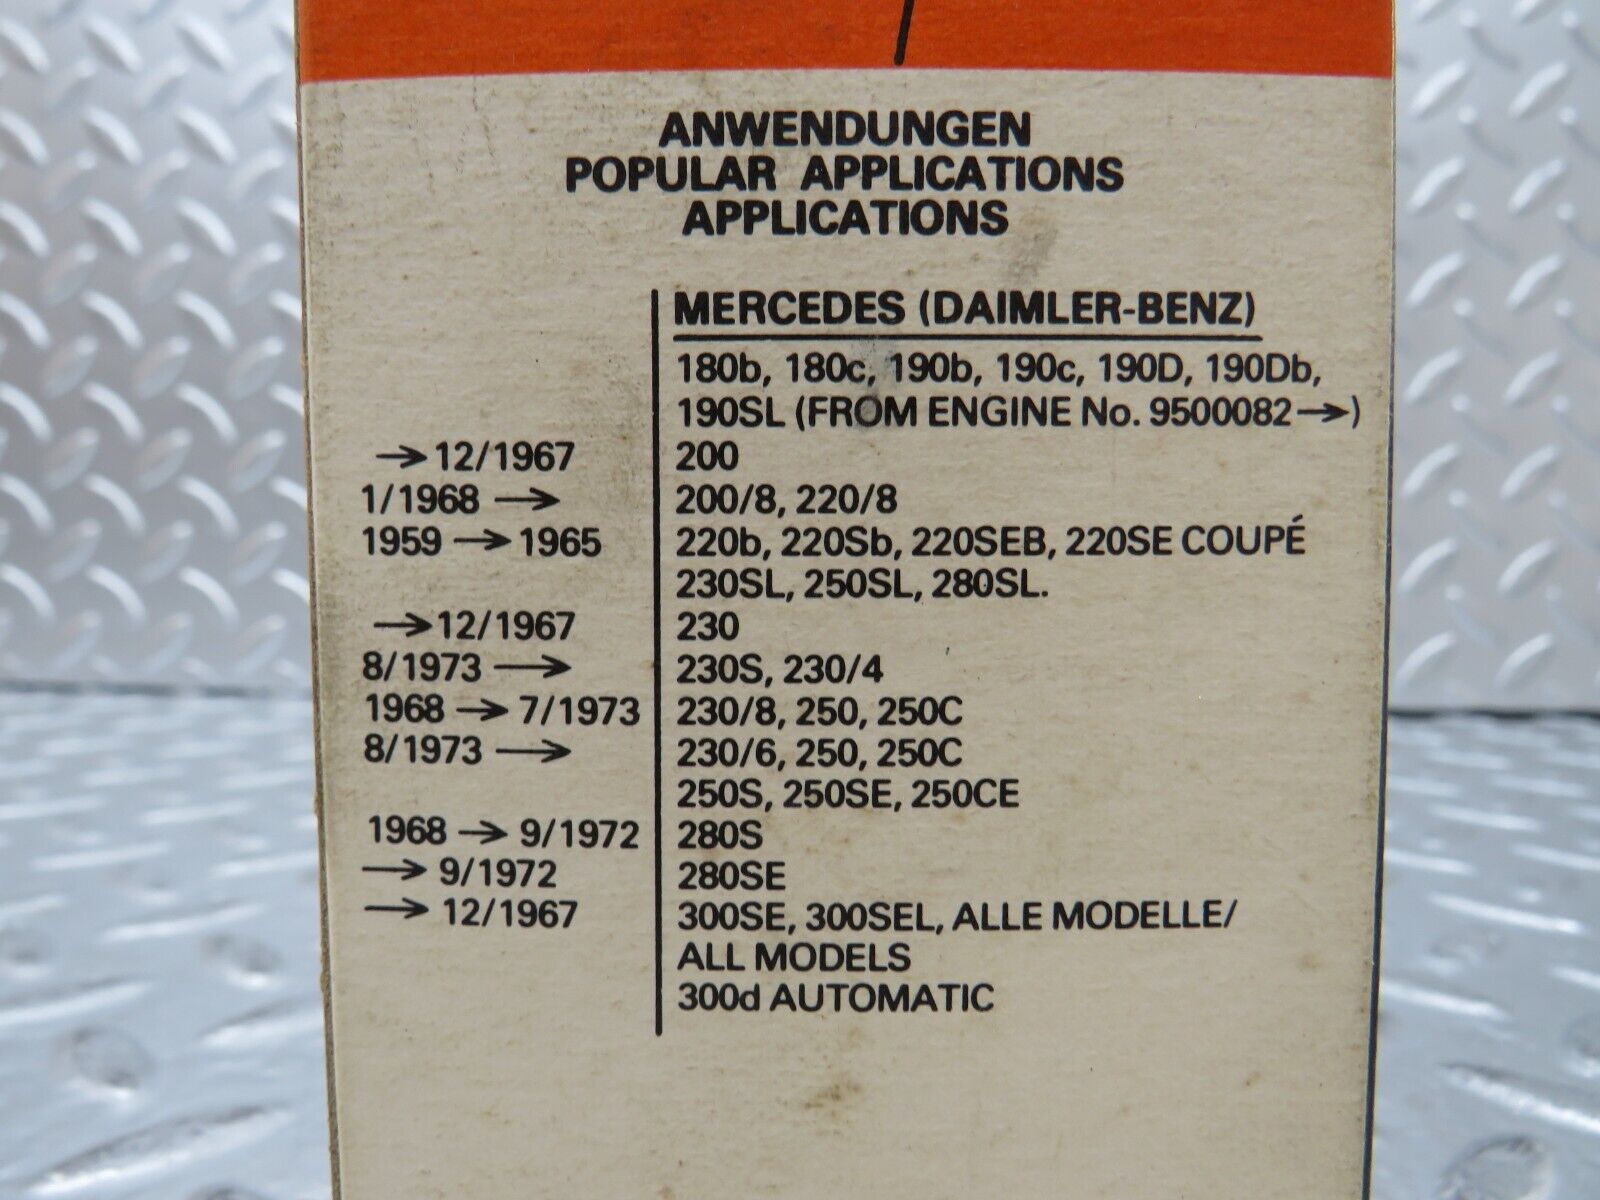 ANWENDUNGEN
POPULAR APPLICATIONS
APPLICATIONS
MERCEDES (DAIMLER-BENZ)
180b, 180c, 190b, 190c, 190D, 190Db,
190SL (FROM ENGINE No. 9500082→)
→12/1967 200
1/1968→ 200/8, 220/8
1959→1965 220b, 220Sb, 220SEB, 220SE COUPÉ
230SL, 250SL, 280SL.
→12/1967 230
8/1973→ 230S, 230/4
1968→7/1973 230/8, 250, 250C
8/1973→ 230/6, 250, 250C
250S, 250SE, 250CE
1968→9/1972 280S
→9/1972 280SE
→12/1967 300SE, 300SEL, ALLE MODELLE/
ALL MODELS
300d AUTOMATIC